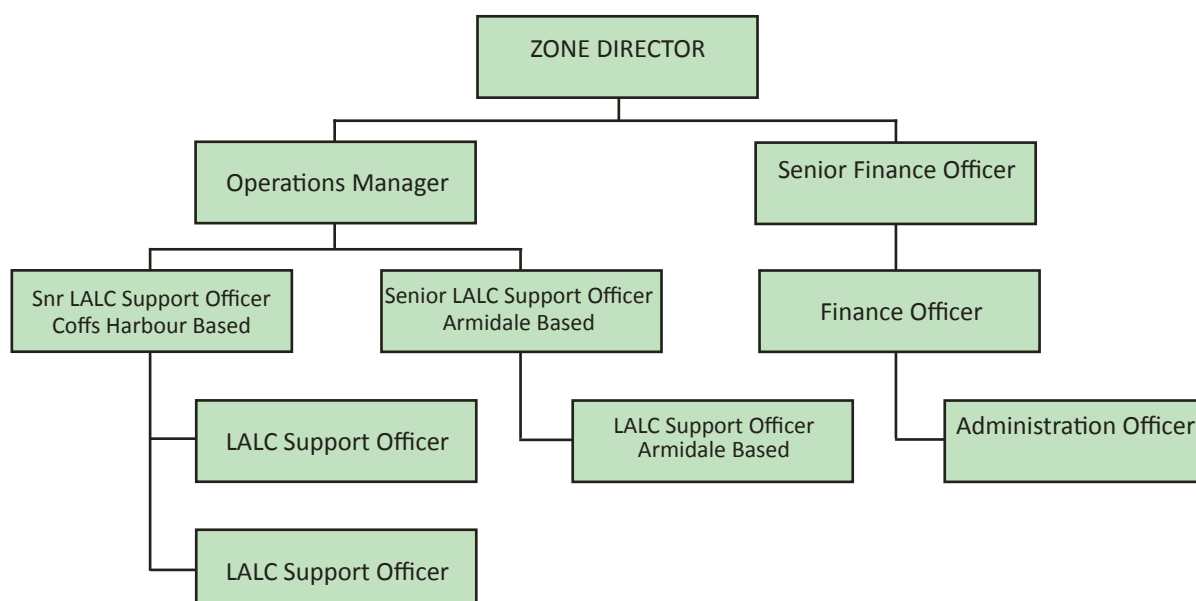 ZONE DIRECTOR
Operations Manager
Senior Finance Officer
Snr LALC Support Officer
Coffs Harbour Based
Senior LALC Support Officer
Armidale Based
Finance Officer
LALC Support Officer
LALC Support Officer
Armidale Based
Administration Officer
LALC Support Officer